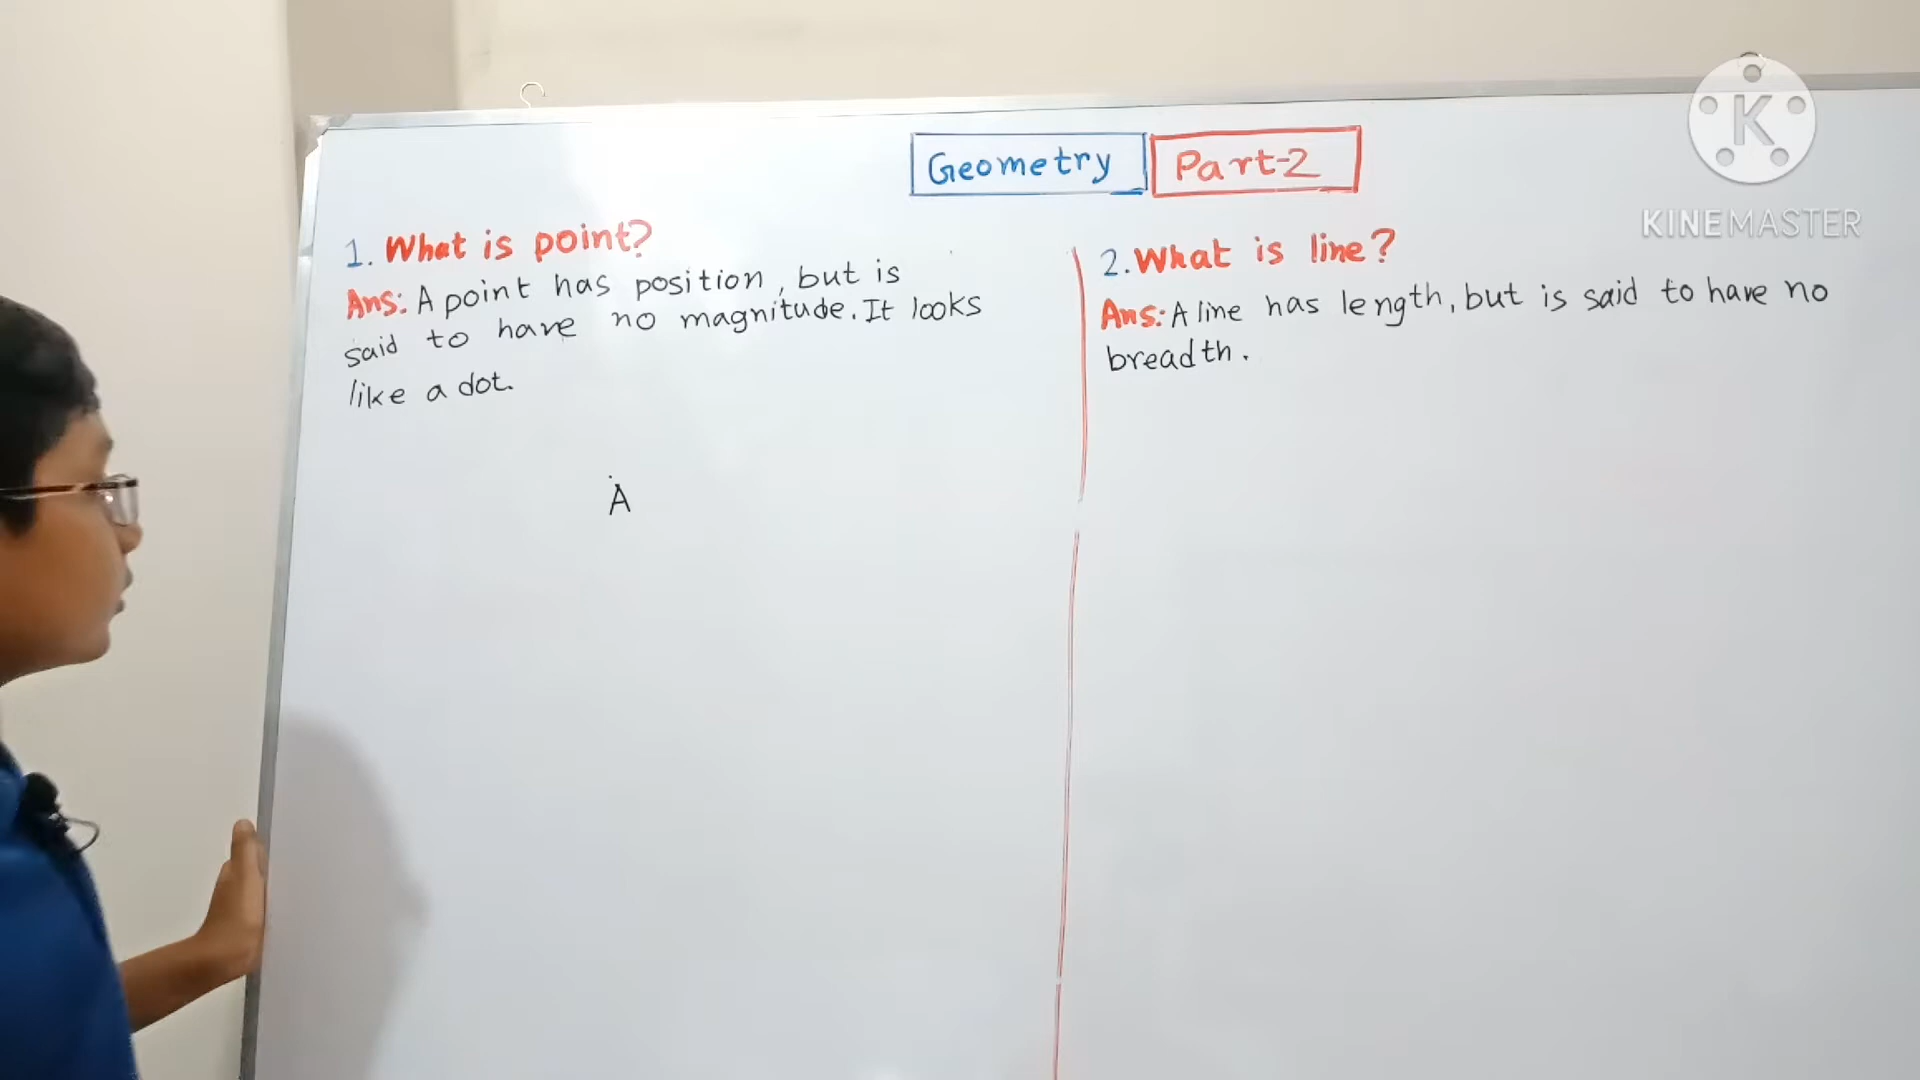 Geometry Part-2
1. What is point?
Ans: A point has position, but is
said to have no magnitude. It looks
like a dot.
A
2. What is line?
Ans: A line has length, but is said to have no
breadth.
K
KINEMASTER